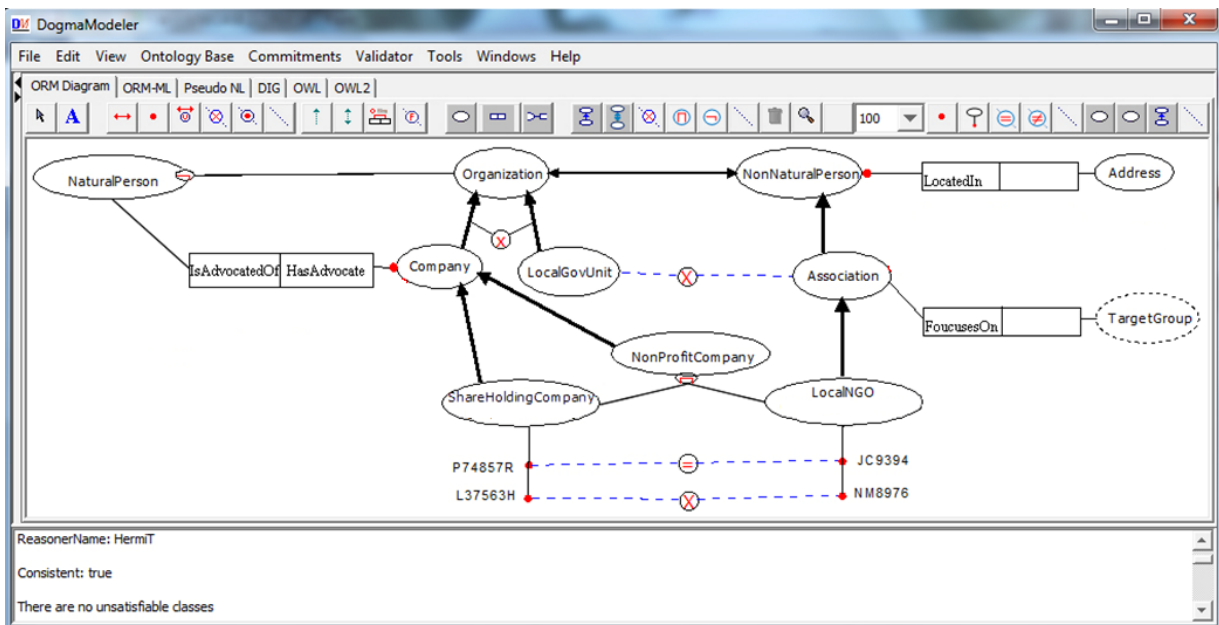 DM DogmaModeler
File Edit View Ontology Base Commitments Validator Tools Windows Help
ORM Diagram ORM-ML Pseudo NL DIG OWL OWL2
A 100
NaturalPerson Organization NonNaturalPerson LocatedIn Address
X
IsAdvocatedOf HasAdvocate Company LocalGovUnit X Association
FoucusesOn TargetGroup
NonProfitCompany
ShareHoldingCompany LocalNGO
P74857R = JC9394
L37563H X NM8976
ReasonerName: HermiT
Consistent: true
There are no unsatisfiable classes